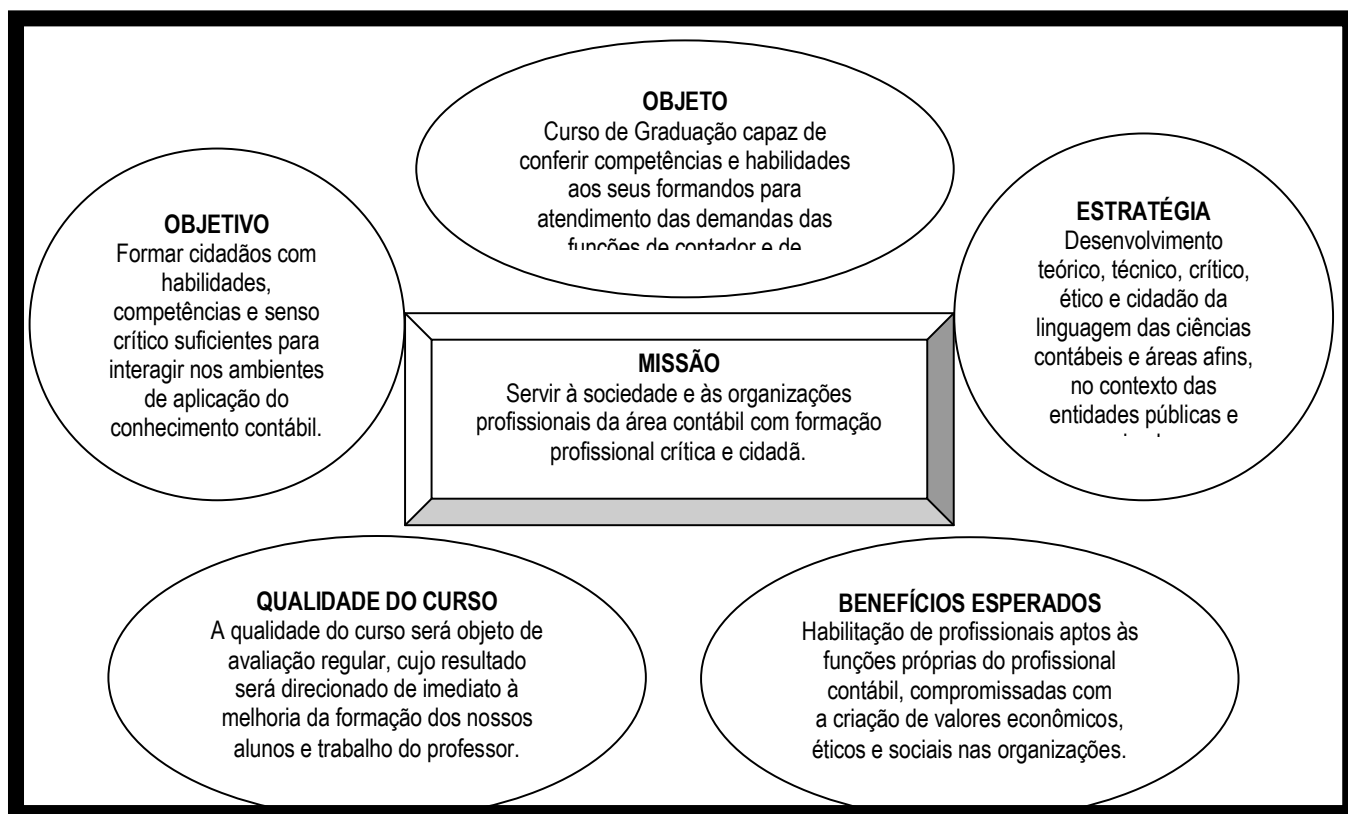 OBJETO
Curso de Graduação capaz de
conferir competências e habilidades
aos seus formandos para
atendimento das demandas das
funções de contador e de
OBJETIVO
Formar cidadãos com
habilidades,
competências e senso
crítico suficientes para
interagir nos ambientes
de aplicação do
conhecimento contábil.
ESTRATÉGIA
Desenvolvimento
teórico, técnico, crítico,
ético e cidadão da
linguagem das ciências
contábeis e áreas afins,
no contexto das
entidades públicas e
MISSÃO
Servir à sociedade e às organizações
profissionais da área contábil com formação
profissional crítica e cidadã.
QUALIDADE DO CURSO
A qualidade do curso será objeto de
avaliação regular, cujo resultado
será direcionado de imediato à
melhoria da formação dos nossos
alunos e trabalho do professor.
BENEFÍCIOS ESPERADOS
Habilitação de profissionais aptos às
funções próprias do profissional
contábil, compromissadas com
a criação de valores econômicos,
éticos e sociais nas organizações.